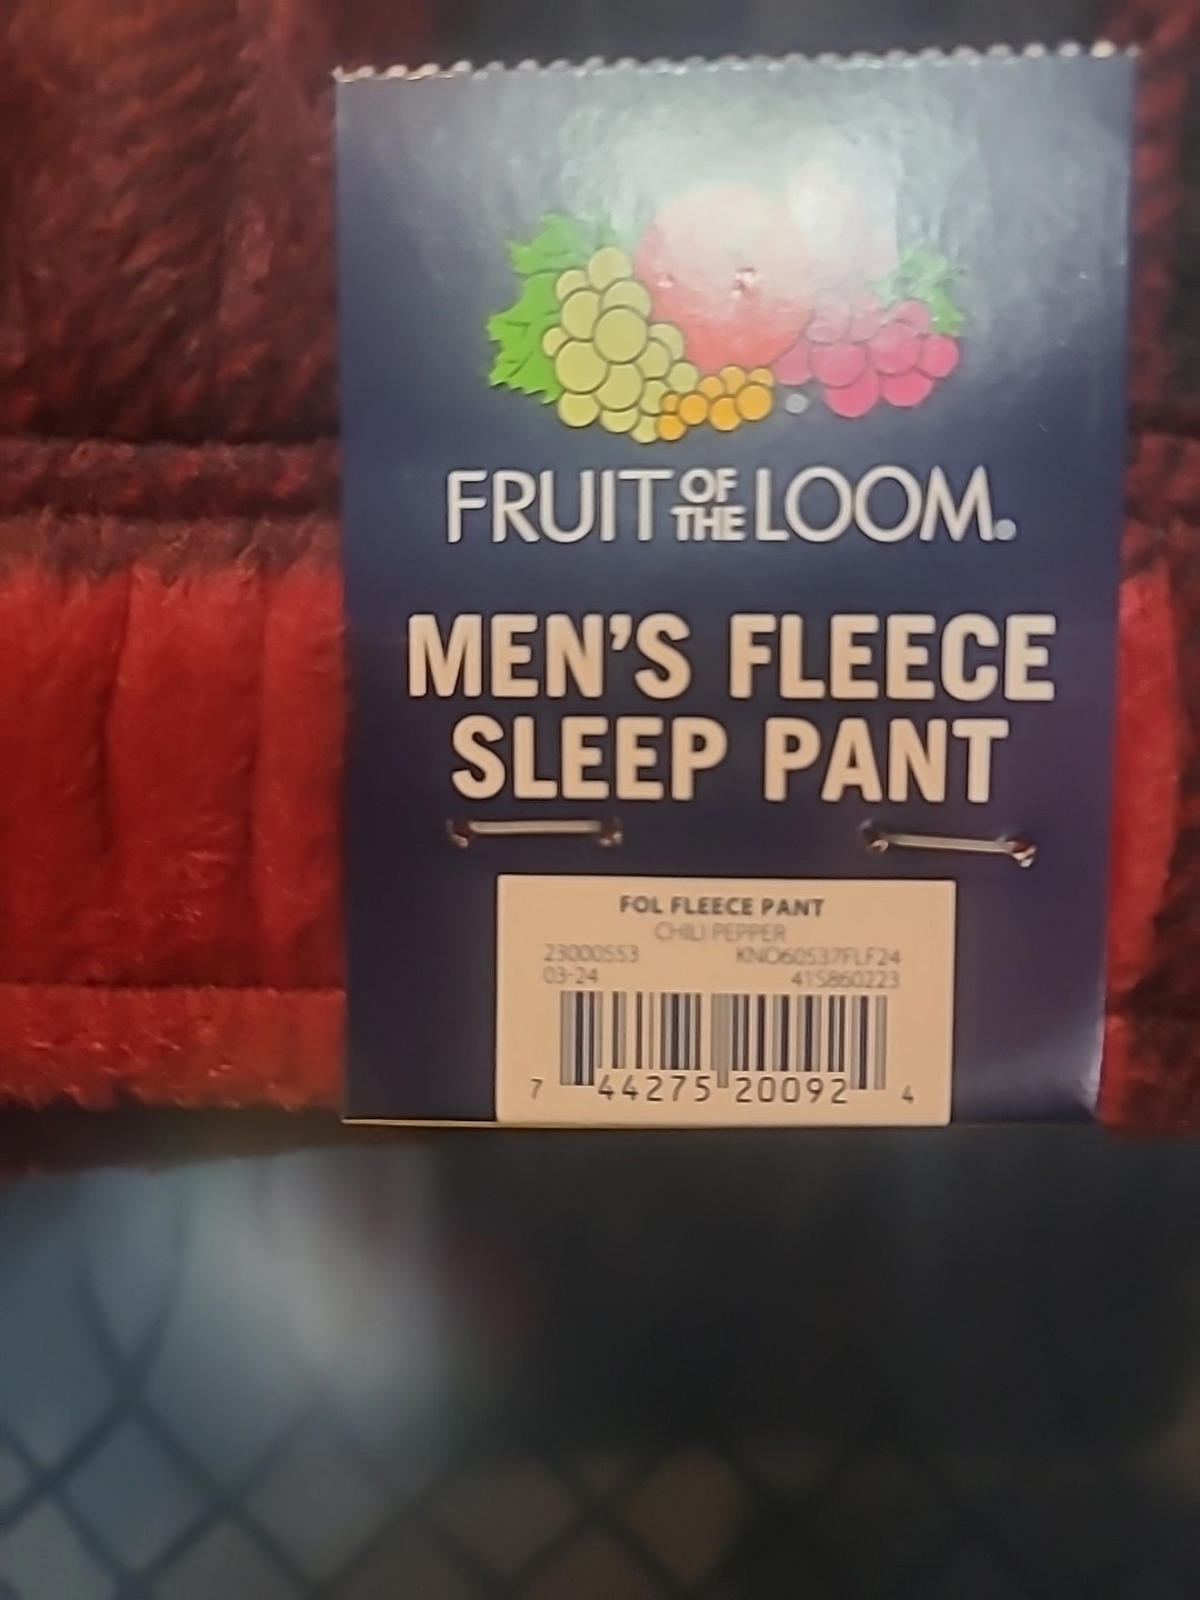 FRUIT OF THE LOOM®
MEN'S FLEECE
SLEEP PANT
FOL FLEECE PANT
CHILI PEPPER
23000553 KNO60537FLF24
03-24 415860223
7 44275 20092 4